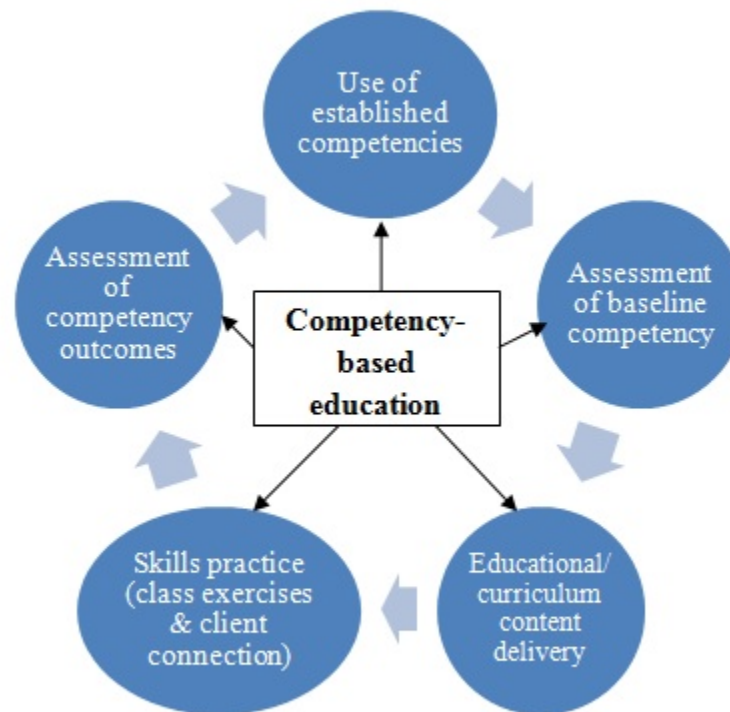 Use of
established
competencies
Assessment
of baseline
competency
Educational/
curriculum
content
delivery
Skills practice
(class exercises
& client
connection)
Assessment
of
competency
outcomes
Competency-
based
education